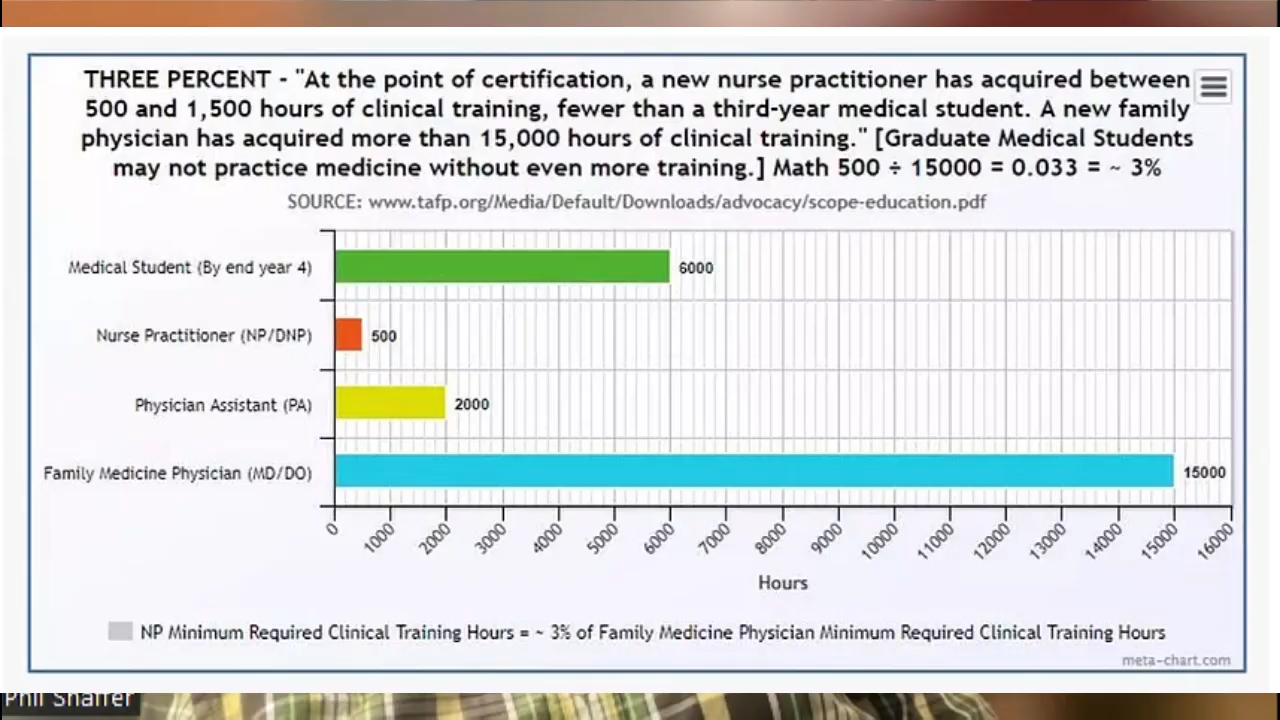 THREE PERCENT - "At the point of certification, a new nurse practitioner has acquired between
500 and 1,500 hours of clinical training, fewer than a third-year medical student. A new family
physician has acquired more than 15,000 hours of clinical training." [Graduate Medical Students
may not practice medicine without even more training.] Math 500 ÷ 15000 = 0.033 = ~ 3%
SOURCE: www.tafp.org/Media/Default/Downloads/advocacy/scope-education.pdf
Medical Student (By end year 4)
6000
Nurse Practitioner (NP/DNP)
500
Physician Assistant (PA)
2000
Family Medicine Physician (MD/DO)
15000
0 1000 2000 3000 4000 5000 6000 7000 8000 9000 10000 11000 12000 13000 14000 15000 16000
Hours
NP Minimum Required Clinical Training Hours = ~ 3% of Family Medicine Physician Minimum Required Clinical Training Hours
meta-chart.com
Phil Shaffer